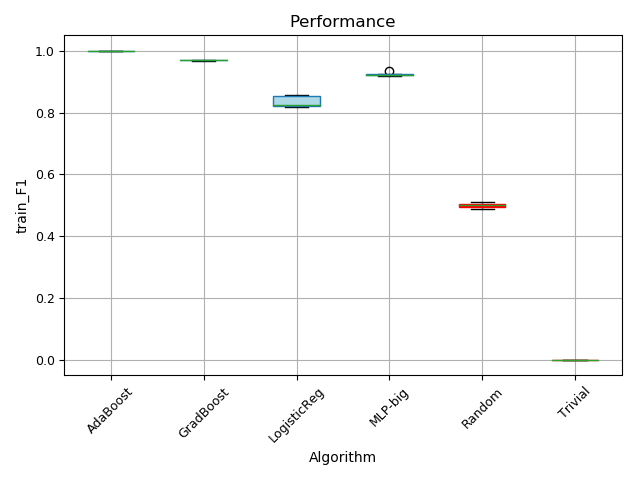 Performance
train_F1
1.0
0.8
0.6
0.4
0.2
0.0
AdaBoost
GradBoost
LogisticReg
MLP-big
Random
Trivial
Algorithm